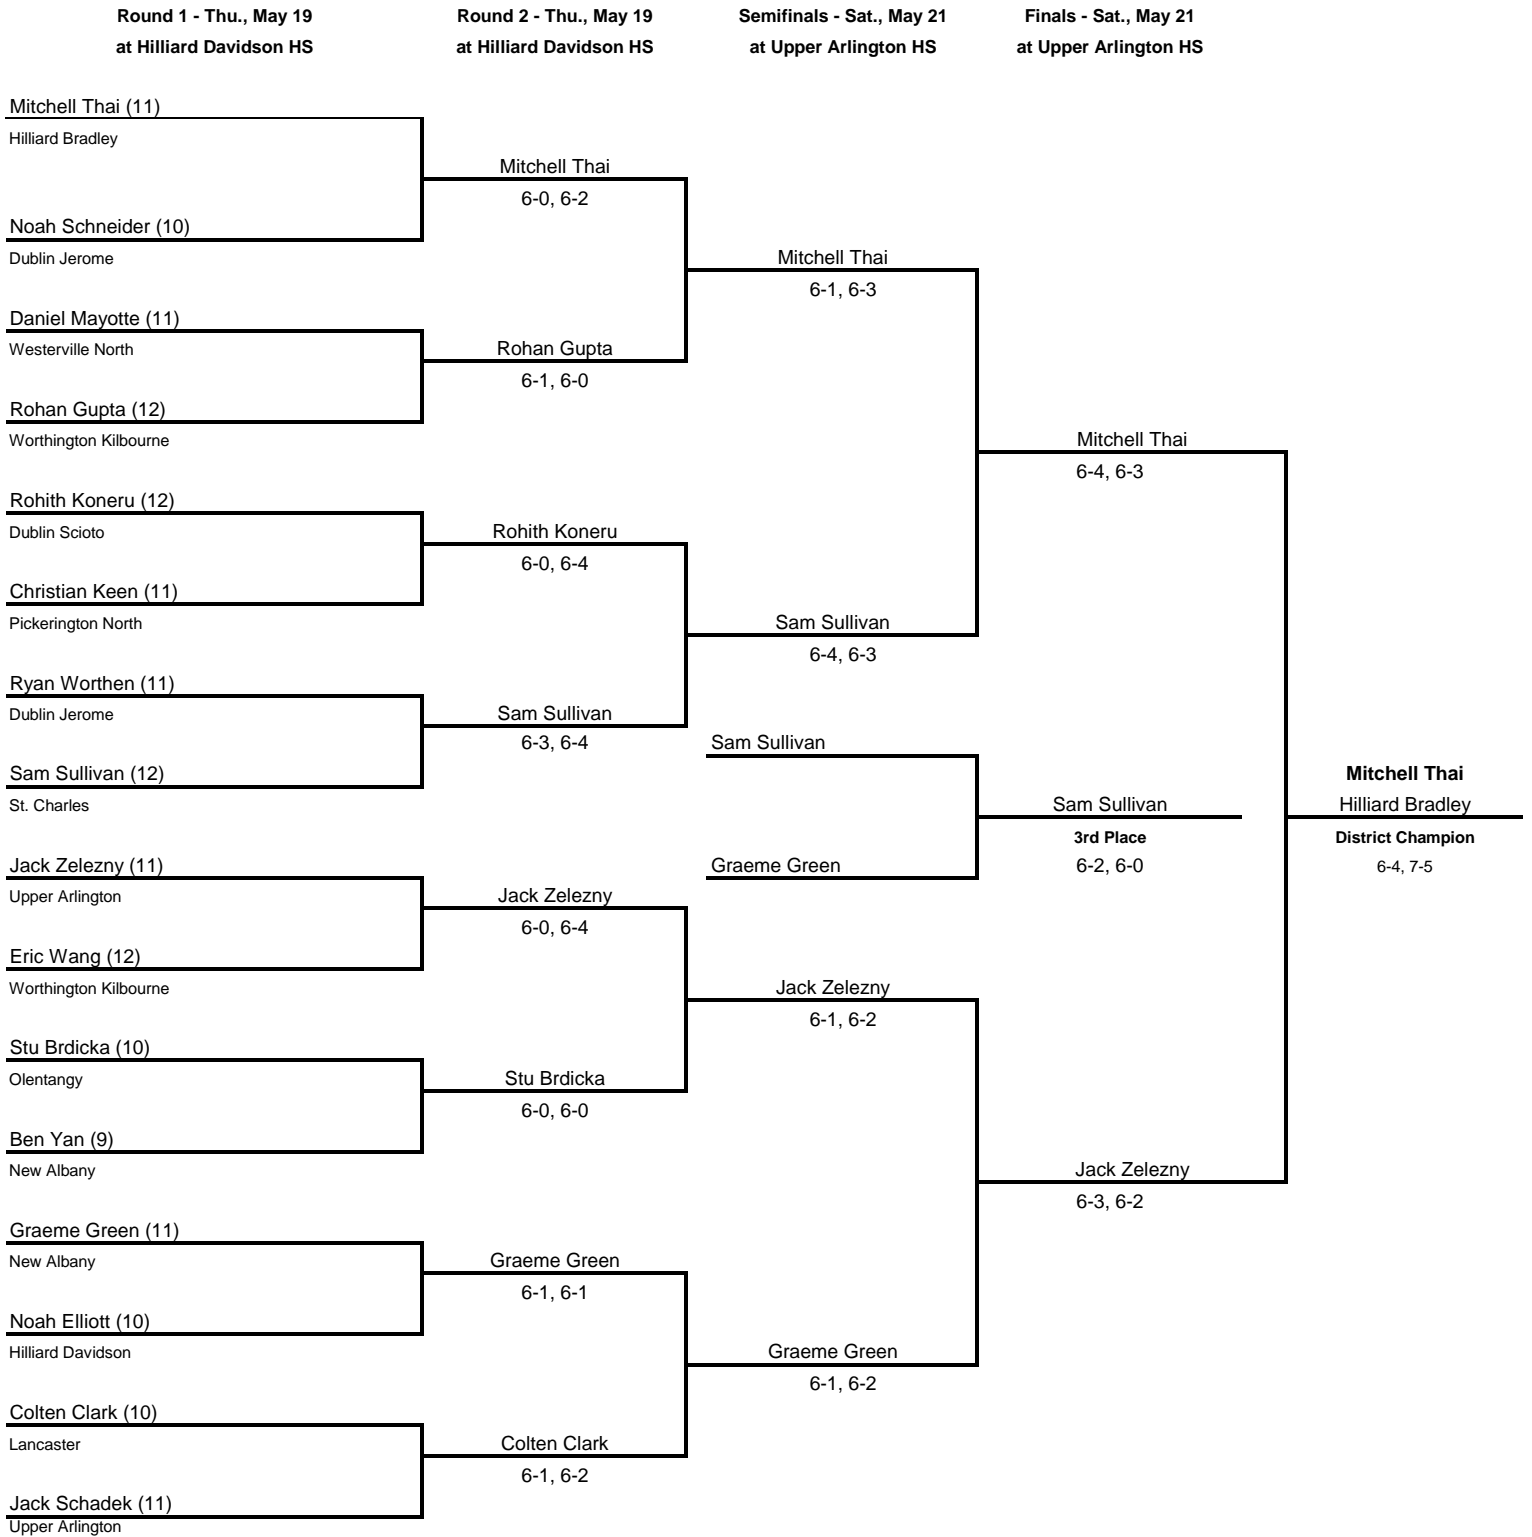 Round 1 - Thu., May 19
at Hilliard Davidson HS
Round 2 - Thu., May 19
at Hilliard Davidson HS
Semifinals - Sat., May 21
at Upper Arlington HS
Finals - Sat., May 21
at Upper Arlington HS
Mitchell Thai (11)
Hilliard Bradley
Noah Schneider (10)
Dublin Jerome
Daniel Mayotte (11)
Westerville North
Rohan Gupta (12)
Worthington Kilbourne
Rohith Koneru (12)
Dublin Scioto
Christian Keen (11)
Pickerington North
Ryan Worthen (11)
Dublin Jerome
Sam Sullivan (12)
St. Charles
Jack Zelezny (11)
Upper Arlington
Eric Wang (12)
Worthington Kilbourne
Stu Brdicka (10)
Olentangy
Ben Yan (9)
New Albany
Graeme Green (11)
New Albany
Noah Elliott (10)
Hilliard Davidson
Colten Clark (10)
Lancaster
Jack Schadek (11)
Upper Arlington
Mitchell Thai
6-0, 6-2
Rohan Gupta
6-1, 6-0
Rohith Koneru
6-0, 6-4
Sam Sullivan
6-3, 6-4
Jack Zelezny
6-0, 6-4
Stu Brdicka
6-0, 6-0
Graeme Green
6-1, 6-1
Colten Clark
6-1, 6-2
Mitchell Thai
6-1, 6-3
Sam Sullivan
6-4, 6-3
Sam Sullivan
Graeme Green
Jack Zelezny
6-1, 6-2
Graeme Green
6-1, 6-2
Mitchell Thai
6-4, 6-3
Sam Sullivan
3rd Place
6-2, 6-0
Jack Zelezny
6-3, 6-2
Mitchell Thai
Hilliard Bradley
District Champion
6-4, 7-5